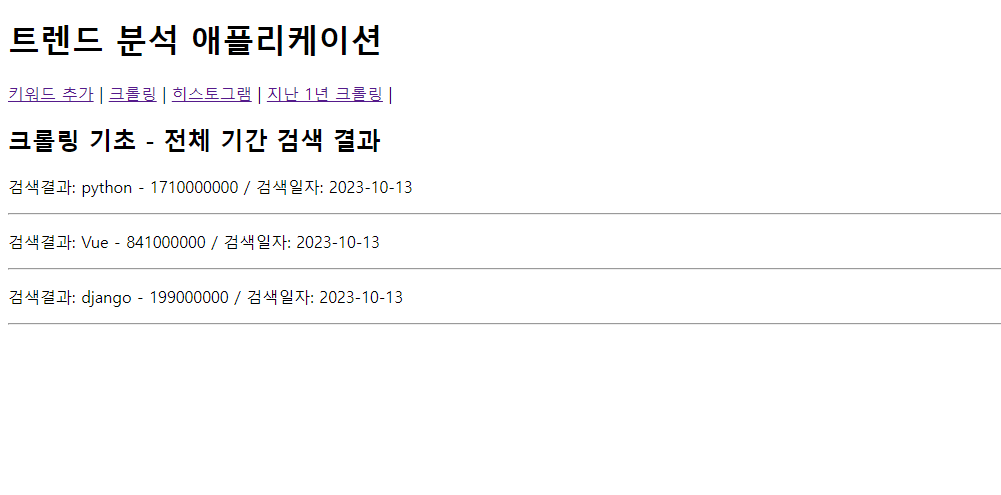 트렌드 분석 애플리케이션
키워드 추가 | 크롤링 | 히스토그램 | 지난 1년 크롤링 |
크롤링 기초 - 전체 기간 검색 결과
검색결과: python - 1710000000 / 검색일자: 2023-10-13
검색결과: Vue - 841000000 / 검색일자: 2023-10-13
검색결과: django - 199000000 / 검색일자: 2023-10-13